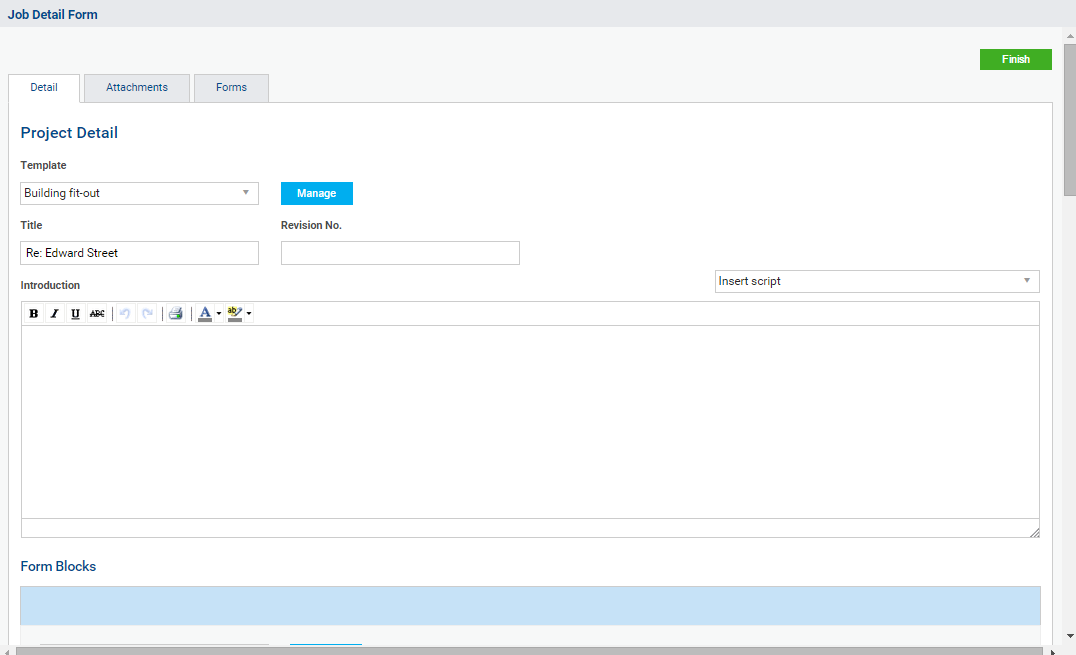 Job Detail Form
Finish
Detail Attachments Forms
Project Detail
Template
Building fit-out Manage
Title Revision No.
Re: Edward Street
Introduction Insert script
B I U ABC A ab
Form Blocks